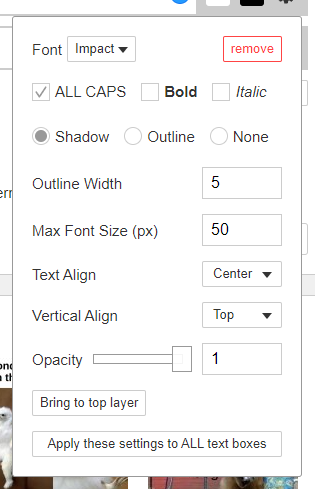 Font Impact remove
ALL CAPS Bold Italic
Shadow Outline None
Outline Width 5
Max Font Size (px) 50
Text Align Center
Vertical Align Top
Opacity 1
Bring to top layer
Apply these settings to ALL text boxes